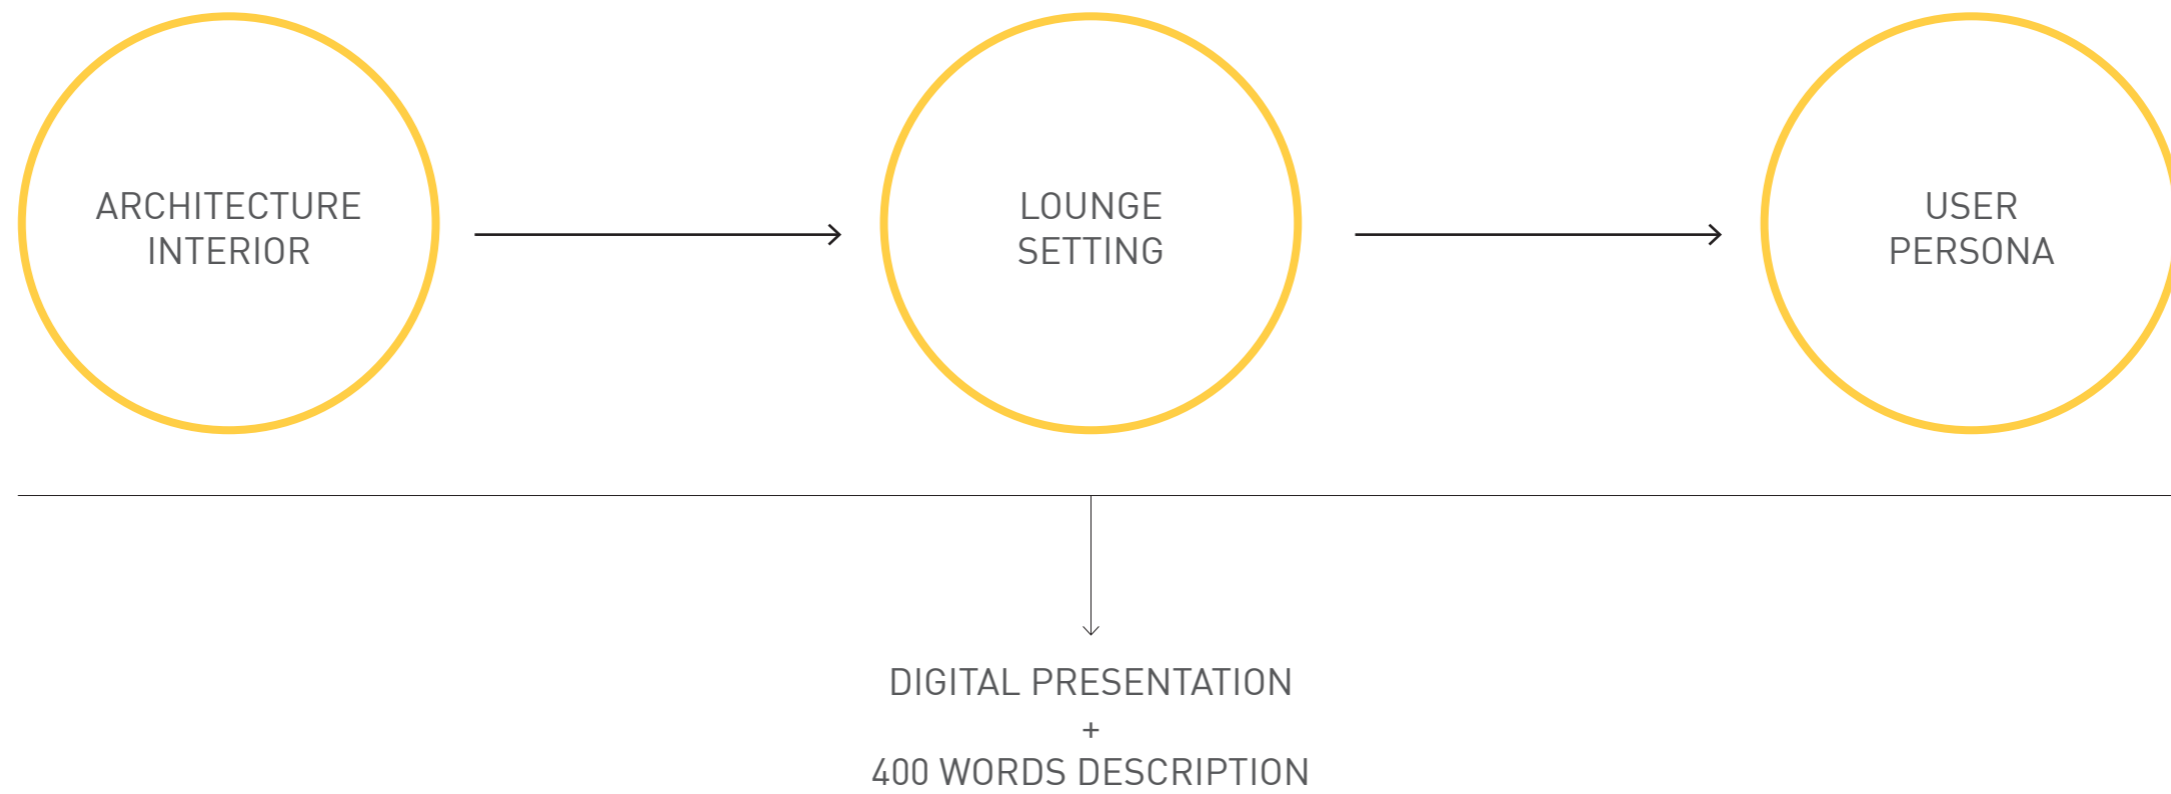 ARCHITECTURE
INTERIOR
LOUNGE
SETTING
USER
PERSONA
DIGITAL PRESENTATION
+
400 WORDS DESCRIPTION